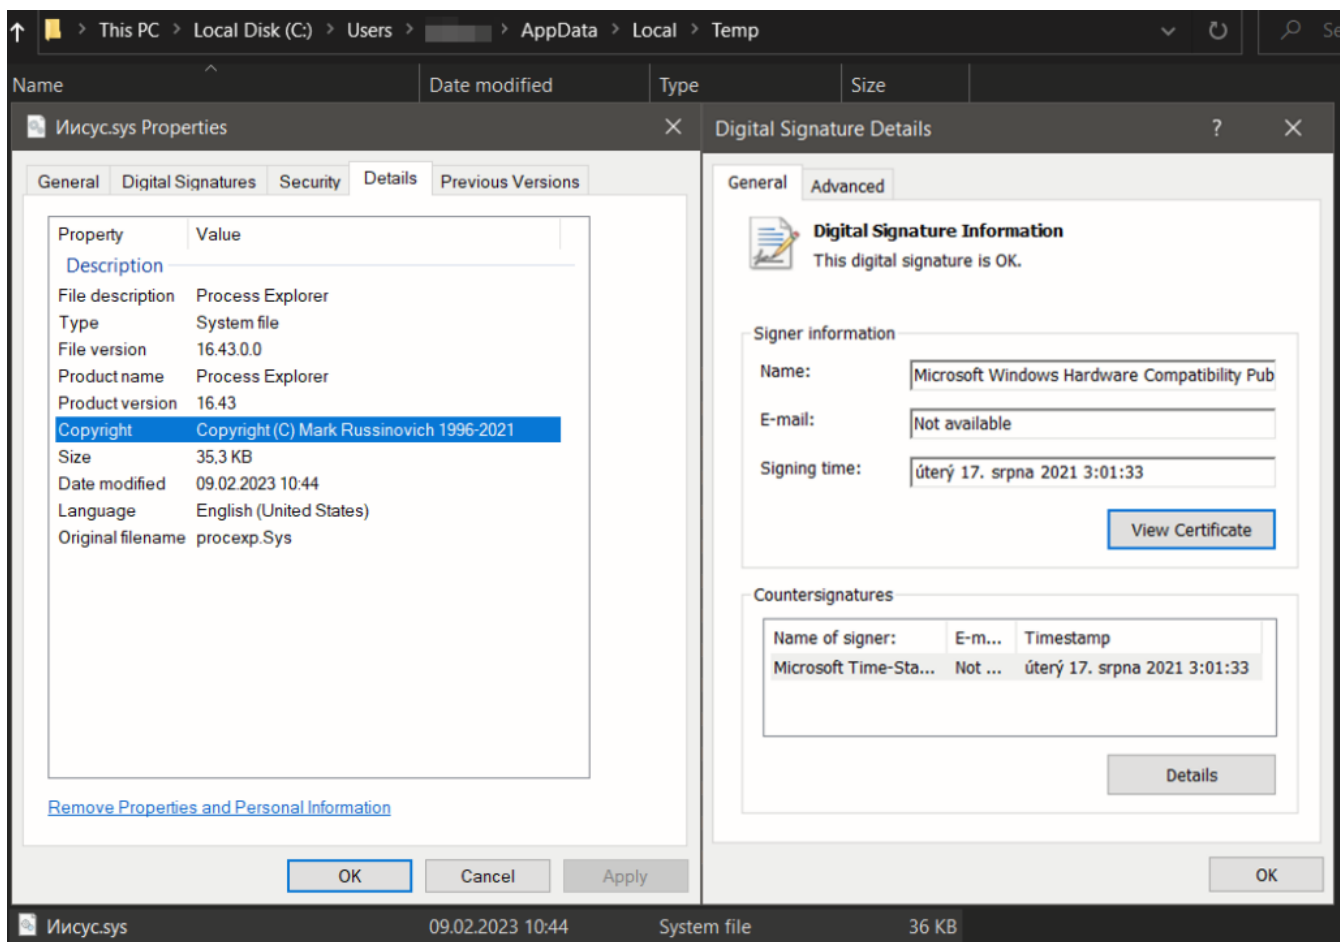 This PC > Local Disk (C:) > Users > > AppData > Local > Temp
Se
Name Date modified Type Size
Иисус.sys Properties
General Digital Signatures Security Details Previous Versions
Property Value
Description
File description Process Explorer
Type System file
File version 16.43.0.0
Product name Process Explorer
Product version 16.43
Copyright Copyright (C) Mark Russinovich 1996-2021
Size 35,3 KB
Date modified 09.02.2023 10:44
Language English (United States)
Original filename procexp.Sys
Remove Properties and Personal Information
OK Cancel Apply
Digital Signature Details ?
General Advanced
Digital Signature Information
This digital signature is OK.
Signer information
Name: Microsoft Windows Hardware Compatibility Pub
E-mail: Not available
Signing time: úterý 17. srpna 2021 3:01:33
View Certificate
Countersignatures
Name of signer: E-m... Timestamp
Microsoft Time-Sta... Not ... úterý 17. srpna 2021 3:01:33
Details
OK
Иисус.sys 09.02.2023 10:44 System file 36 KB